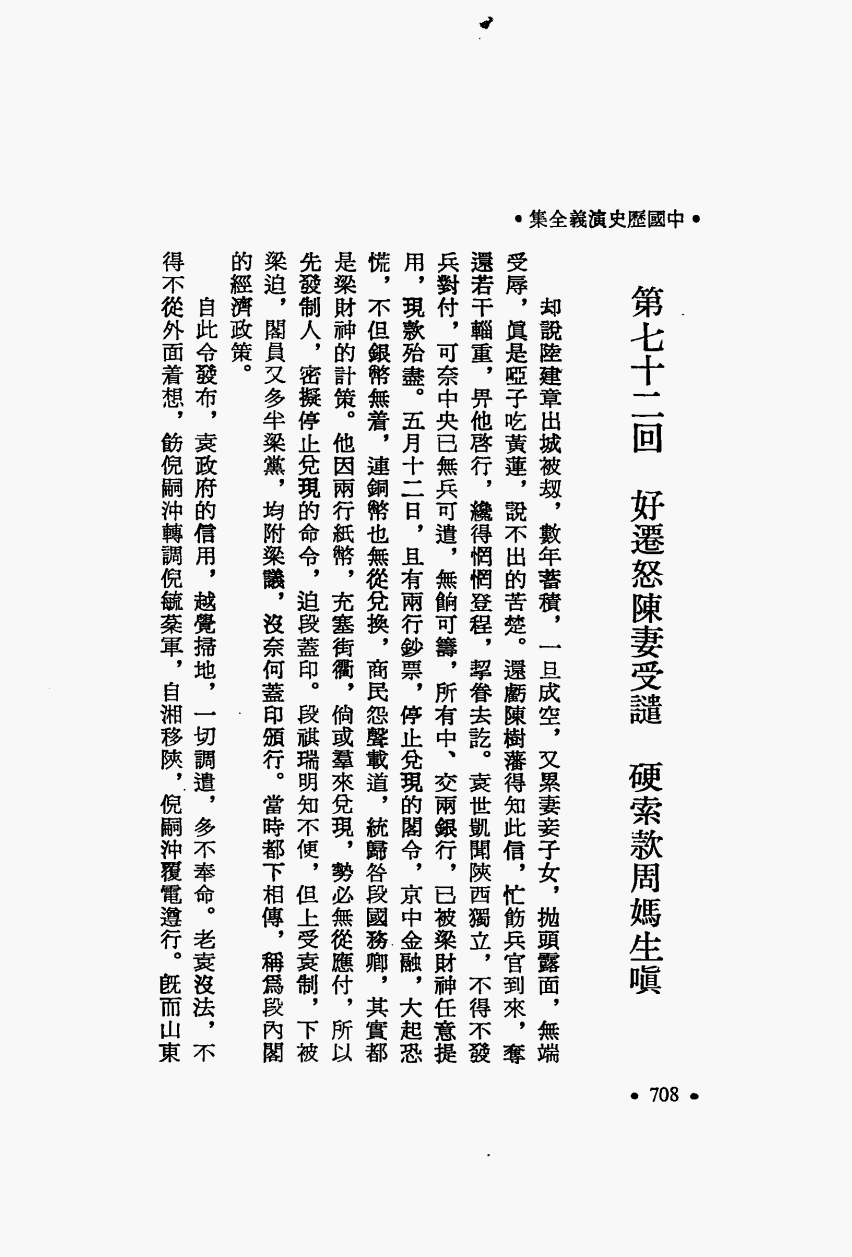 •中國歷史演義全集•
第七十二回　好遷怒陳妻受譴　硬索款周媽生嗔
却說陸建章出城被刼，數年蓄積，一旦成空，又累妻妾子女，拋頭露面，無端
受辱，眞是啞子吃黃蓮，說不出的苦楚。還虧陳樹藩得知此信，忙飭兵官到來，奪
還若干輜重，畀他啓行，纔得惘惘登程，挈眷去訖。袁世凱聞陝西獨立，不得不發
兵對付，可奈中央已無兵可遣，無餉可籌，所有中、交兩銀行，已被梁財神任意提
用，現款殆盡。五月十二日，且有兩行鈔票，停止兌現的閣令，京中金融，大起恐
慌，不但銀幣無着，連銅幣也無從兌換，商民怨聲載道，統歸咎段國務卿，其實都
是梁財神的計策。他因兩行紙幣，充塞街衢，倘或羣來兌現，勢必無從應付，所以
先發制人，密擬停止兌現的命令，迫段蓋印。段祺瑞明知不便，但上受袁制，下被
梁迫，閣員又多半梁黨，均附梁議，沒奈何蓋印頒行。當時都下相傳，稱爲段內閣
的經濟政策。
自此令發布，袁政府的信用，越覺掃地，一切調遣，多不奉命。老袁沒法，不
得不從外面着想，飭倪嗣沖轉調倪毓棻軍，自湘移陝，倪嗣沖覆電遵行。旣而山東
•708•